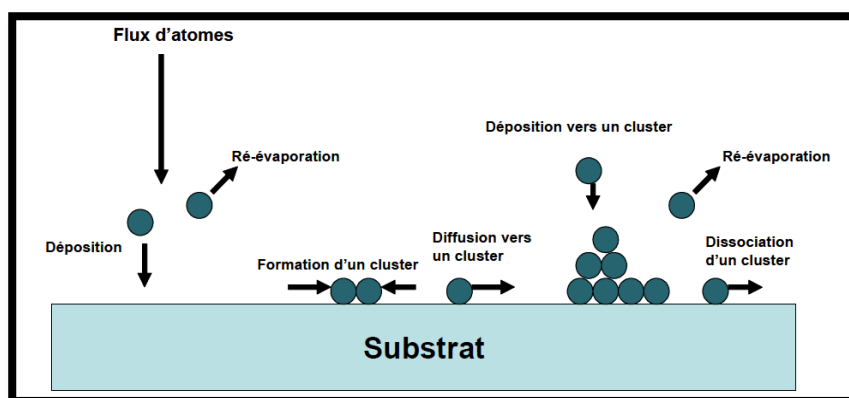 Flux d'atomes
Déposition vers un cluster
Ré-évaporation
Ré-évaporation
Déposition
Formation d'un cluster
Diffusion vers
un cluster
Dissociation
d'un cluster
Substrat